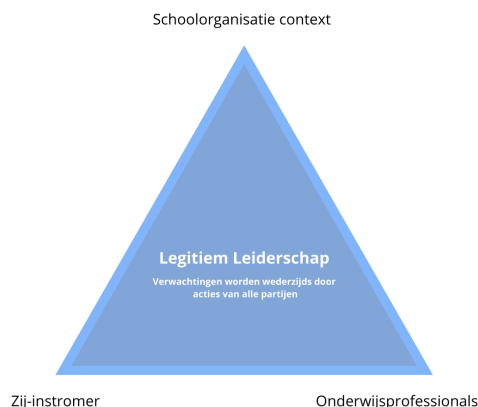 Schoolorganisatie context
Legitiem Leiderschap
Verwachtingen worden wederzijds door
acties van alle partijen
Zij-instromer
Onderwijsprofessionals